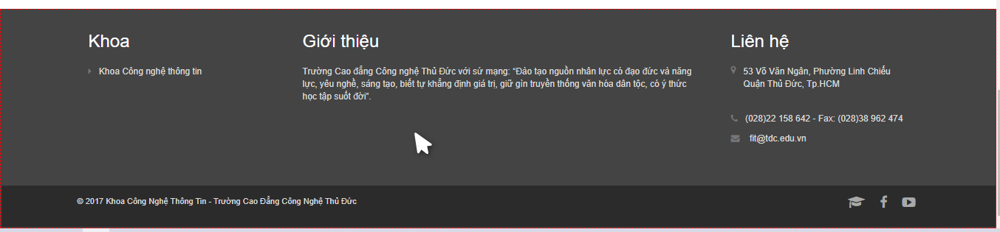 Khoa
Khoa Công nghệ thông tin
Giới thiệu
Trường Cao đẳng Công nghệ Thủ Đức với sứ mạng: “Đào tạo nguồn nhân lực có đạo đức và năng
lực, yêu nghề, sáng tạo, biết tự khẳng định giá trị, giữ gìn truyền thống văn hóa dân tộc, có ý thức
học tập suốt đời”.
Liên hệ
53 Võ Văn Ngân, Phường Linh Chiểu
Quận Thủ Đức, Tp.HCM
(028)22 158 642 - Fax: (028)38 962 474
fit@tdc.edu.vn
© 2017 Khoa Công Nghệ Thông Tin - Trường Cao Đẳng Công Nghệ Thủ Đức